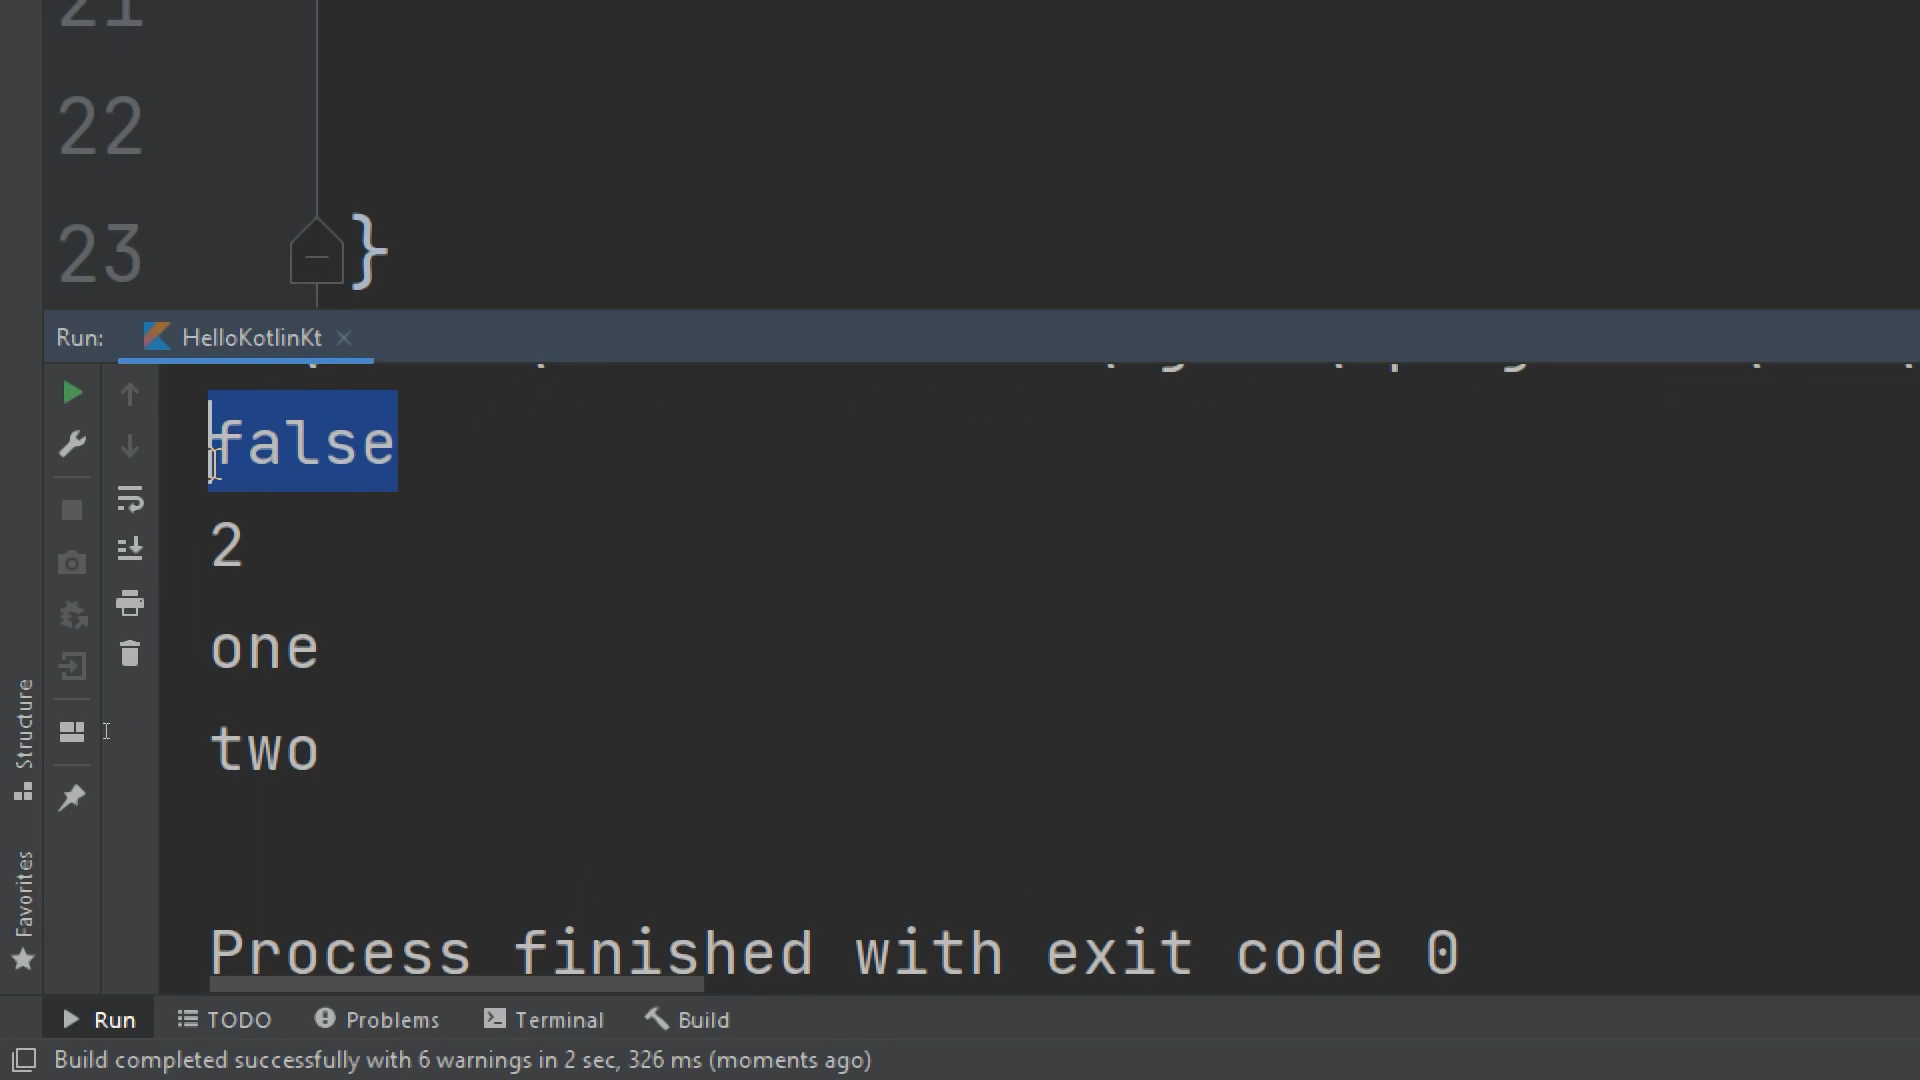 21
22
23 }
Run: HelloKotlinKt
false
2
one
two
Process finished with exit code 0
Structure
Favorites
Run TODO Problems Terminal Build
Build completed successfully with 6 warnings in 2 sec, 326 ms (moments ago)